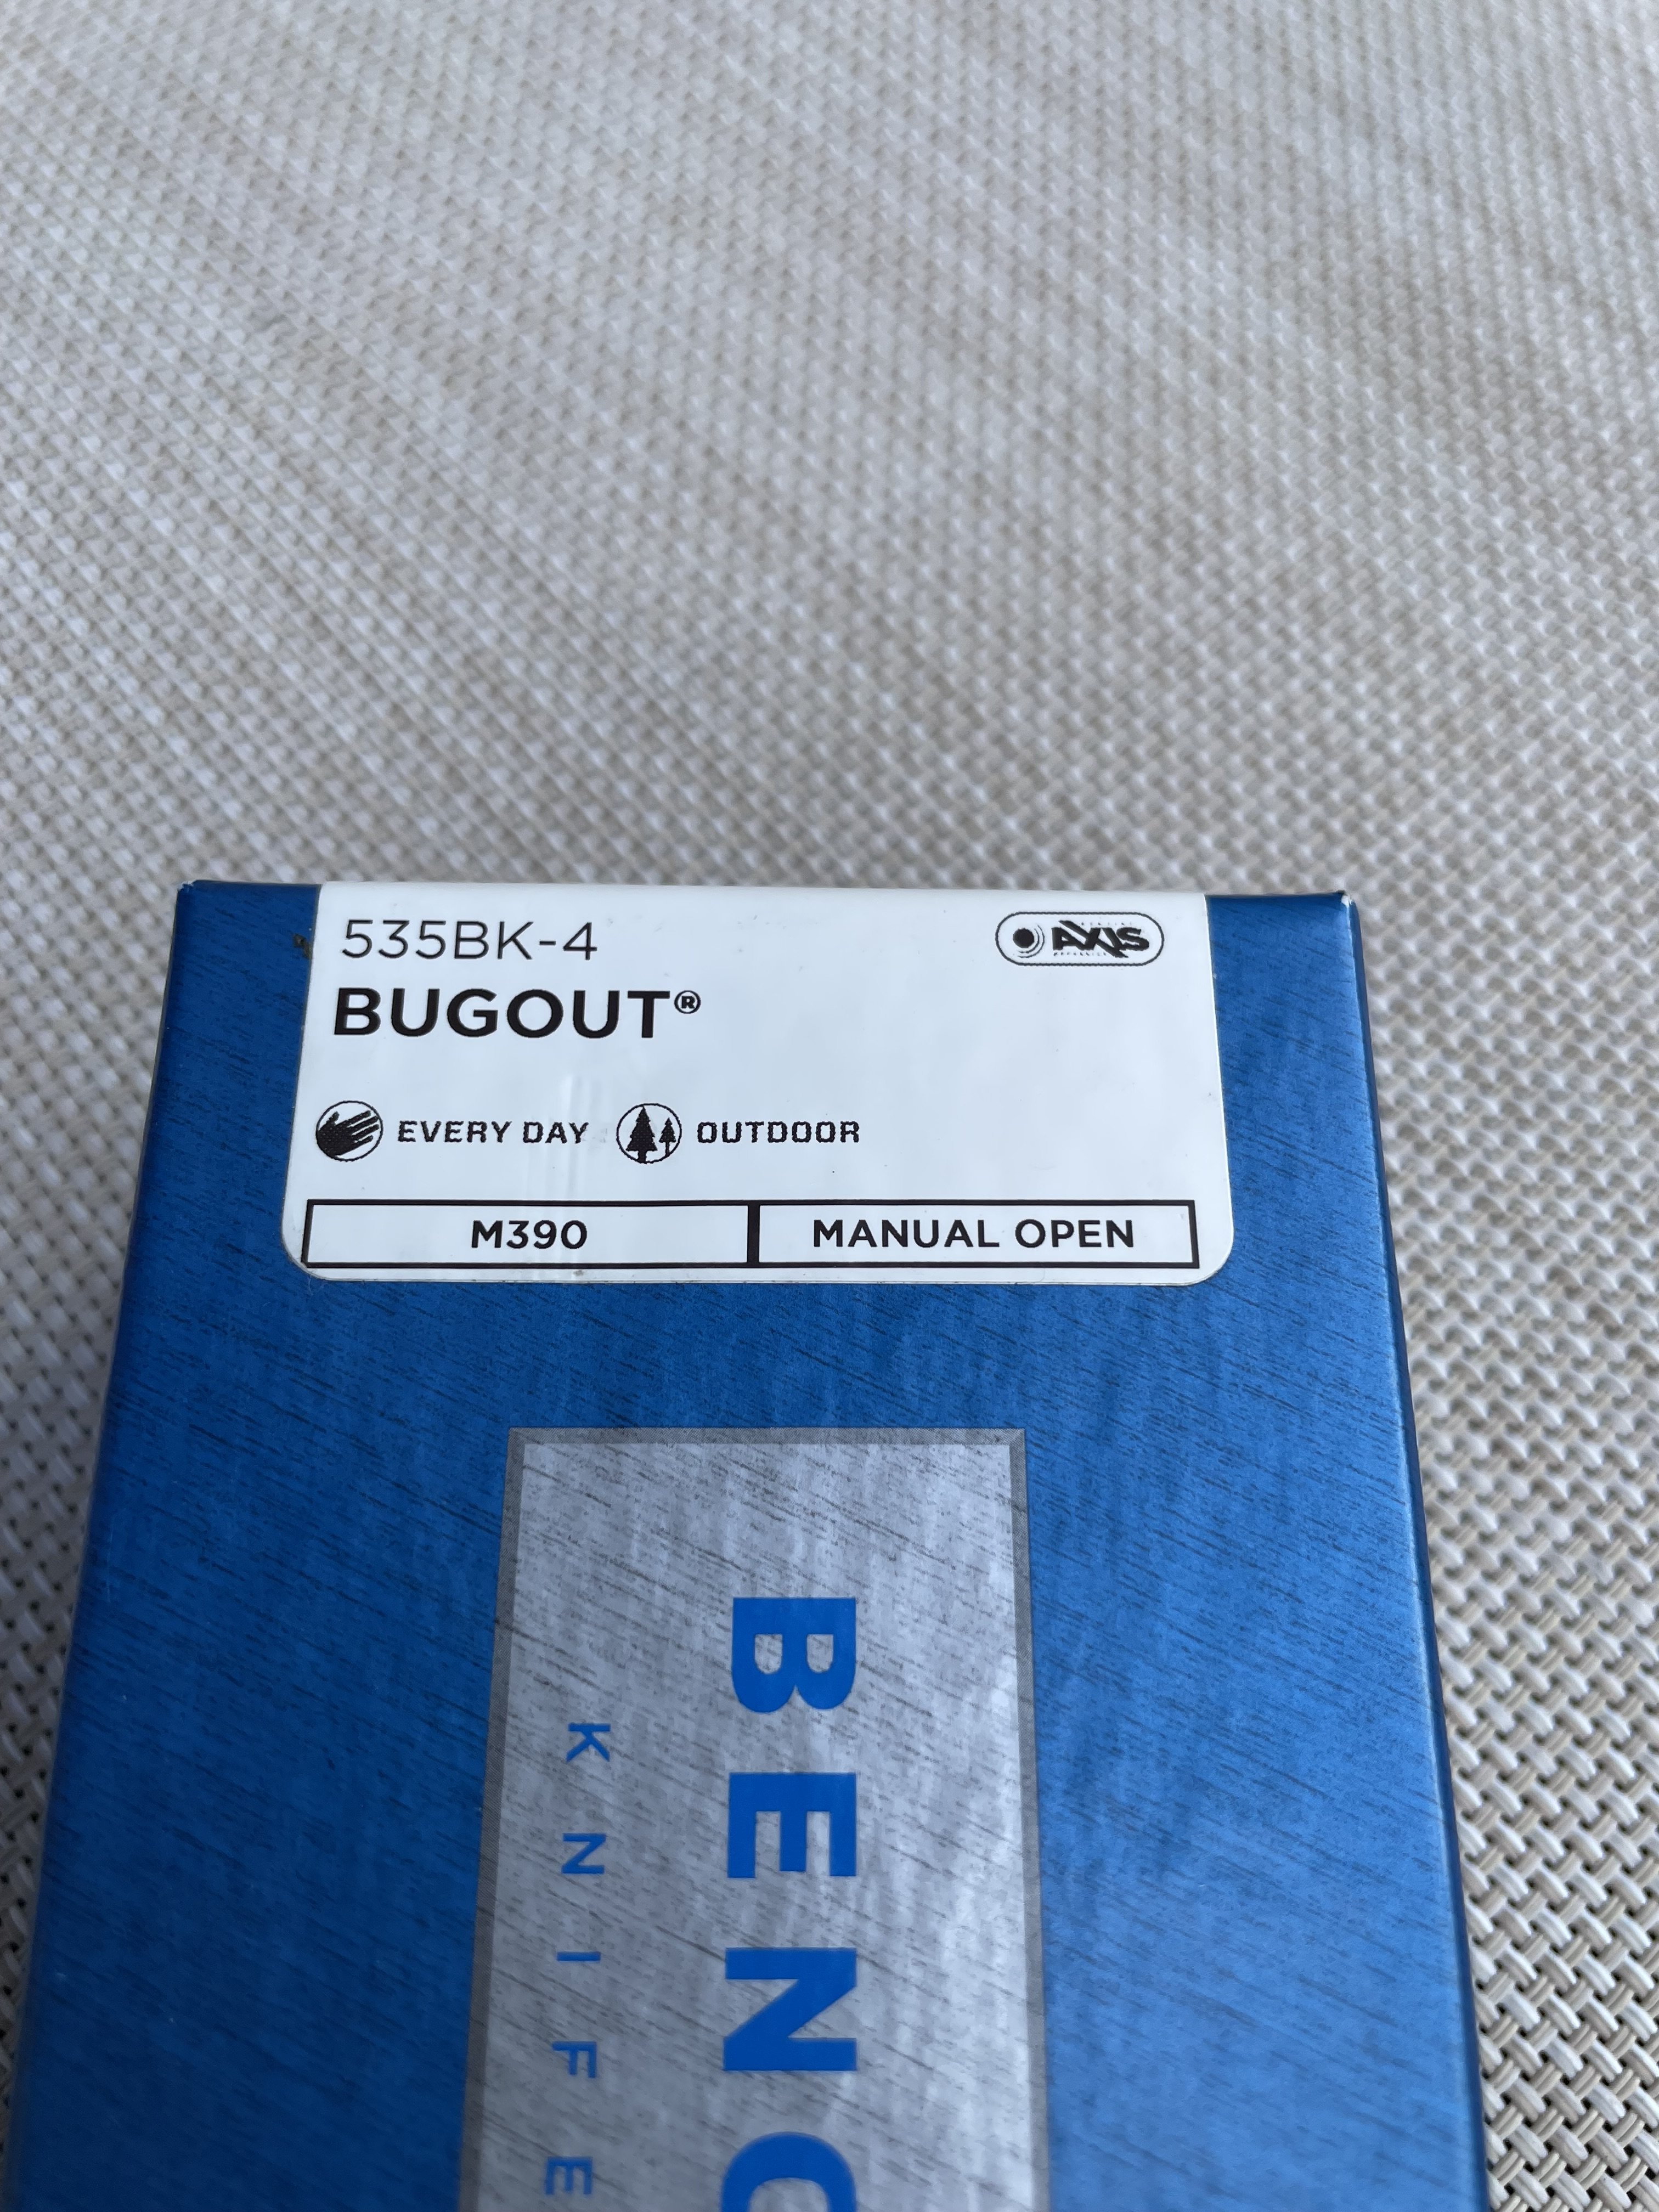 535BK-4
AXIS
BUGOUT®
EVERY DAY
OUTDOOR
M390
MANUAL OPEN
BENC
KNIFE